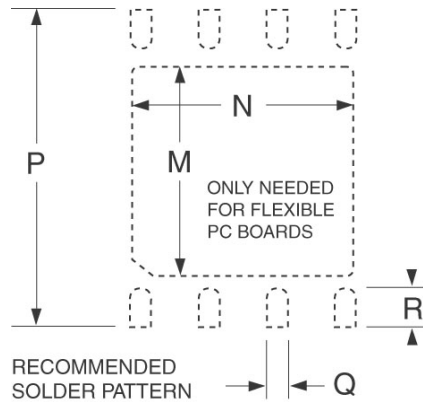 N
P
M
ONLY NEEDED
FOR FLEXIBLE
PC BOARDS
R
RECOMMENDED
SOLDER PATTERN
Q